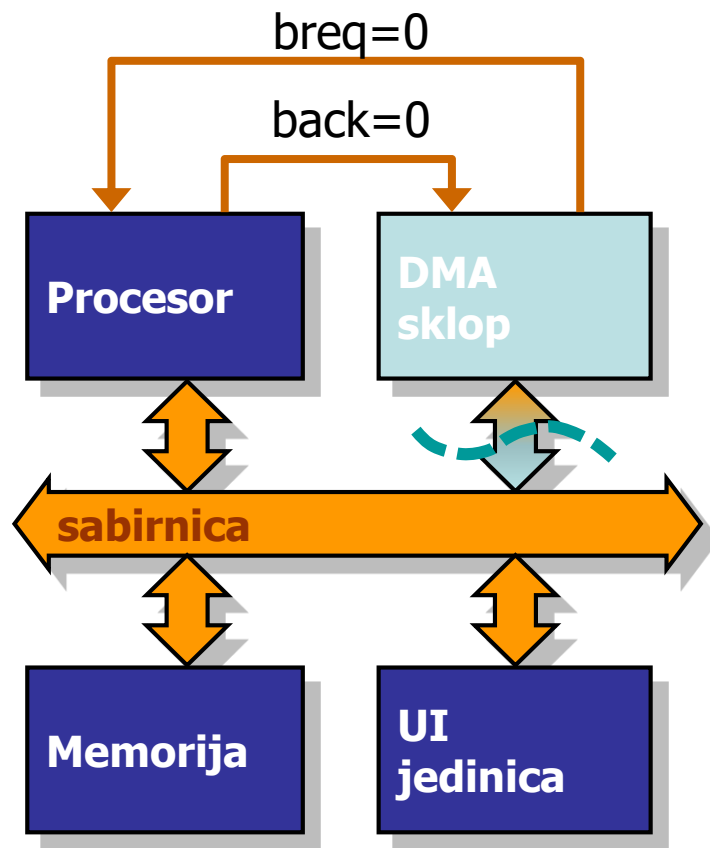 breq=0
back=0
Procesor
DMA
sklop
sabirnica
Memorija
UI
jedinica